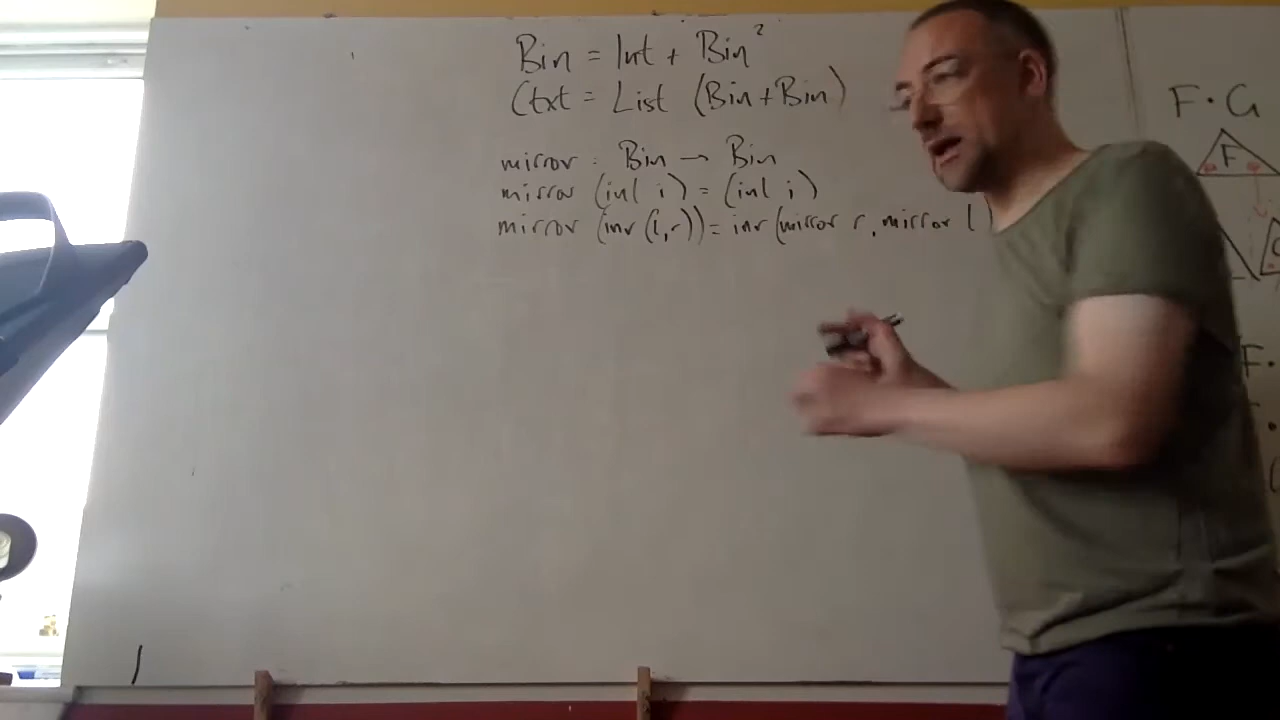 Bin = Int + Bin²
Ctxt = List (Bin + Bin)
mirror : Bin → Bin
mirror (inl i) = (inl i)
mirror (inr (l,r)) = inr (mirror r, mirror l)
F · G
F